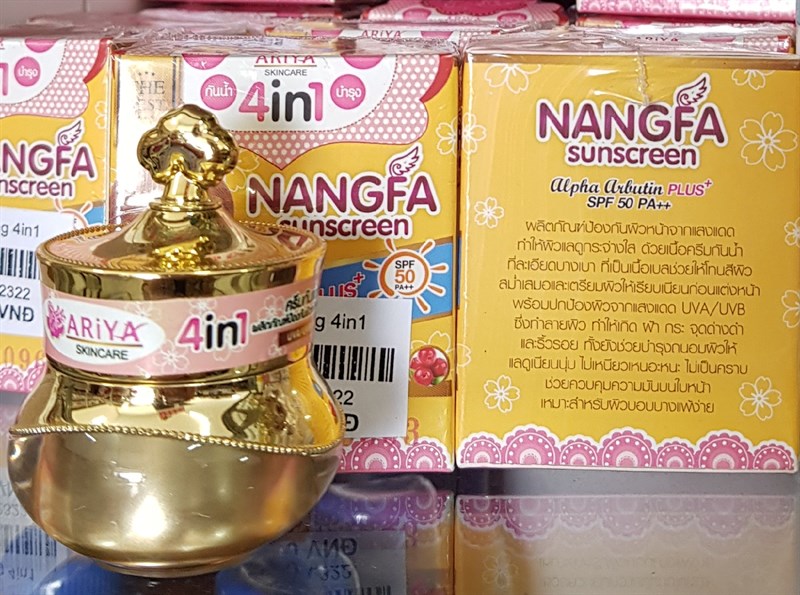 1
บำรุง
ANGFA
nscreen
g 4in1
2322
VNĐ
ARiYA
SKINCARE
กันน้ำ
4in1
บำรุง
NANGFA
sunscreen
PLUS+
SPF
50
PA++
g 4in1
22
Đ
ARiYA
SKINCARE
4in1
NANGFA
sunscreen
Alpha Arbutin PLUS+
SPF 50 PA++
ผลิตภัณฑ์ป้องกันผิวหน้าจากแสงแดด
ทำให้ผิวแลดูกระจ่างใส ด้วยเนื้อครีมกันน้ำ
ที่ละเอียดบางเบา ที่เป็นเนื้อเบสช่วยให้โทนสีผิว
สม่ำเสมอและเตรียมผิวให้เรียบเนียนก่อนแต่งหน้า
พร้อมปกป้องผิวจากแสงแดด UVA/UVB
ซึ่งทำลายผิว ทำให้เกิด ฝ้า กระ จุดด่างดำ
และริ้วรอย ทั้งยังช่วยบำรุงถนอมผิวให้
แลดูเนียนนุ่ม ไม่เหนียวเหนอะหนะ ไม่เป็นคราบ
ช่วยควบคุมความมันบนใบหน้า
เหมาะสำหรับผิวบอบบางแพ้ง่าย